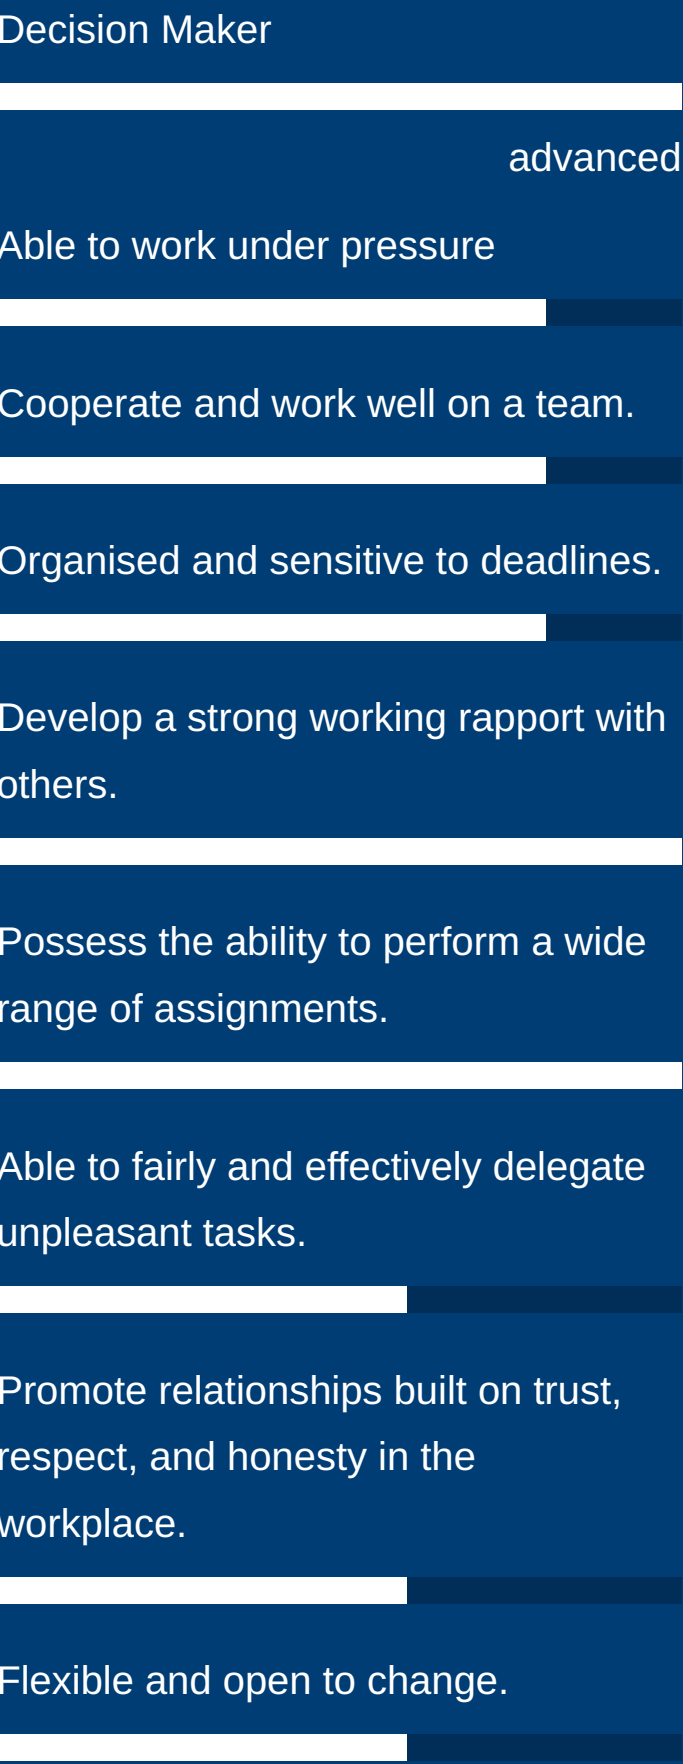 Decision Maker
advanced
Able to work under pressure
Cooperate and work well on a team.
Organised and sensitive to deadlines.
Develop a strong working rapport with
others.
Possess the ability to perform a wide
range of assignments.
Able to fairly and effectively delegate
unpleasant tasks.
Promote relationships built on trust,
respect, and honesty in the
workplace.
Flexible and open to change.